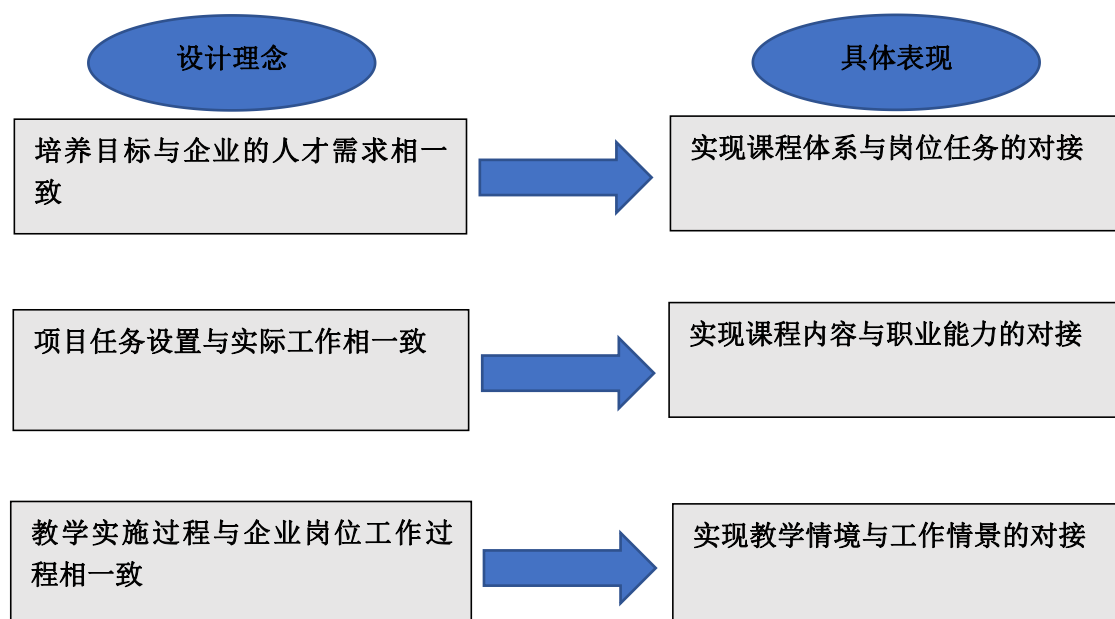 设计理念
具体表现
培养目标与企业的人才需求相一
致
实现课程体系与岗位任务的对接
项目任务设置与实际工作相一致
实现课程内容与职业能力的对接
教学实施过程与企业岗位工作过
程相一致
实现教学情境与工作情景的对接